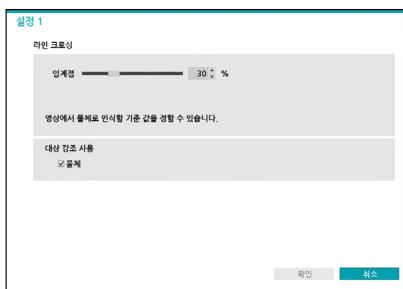 설정 1
라인 크로싱
임계점 30 %
영상에서 물체로 인식할 기준 값을 정할 수 있습니다.
대상 강조 사용
물체
확인 취소